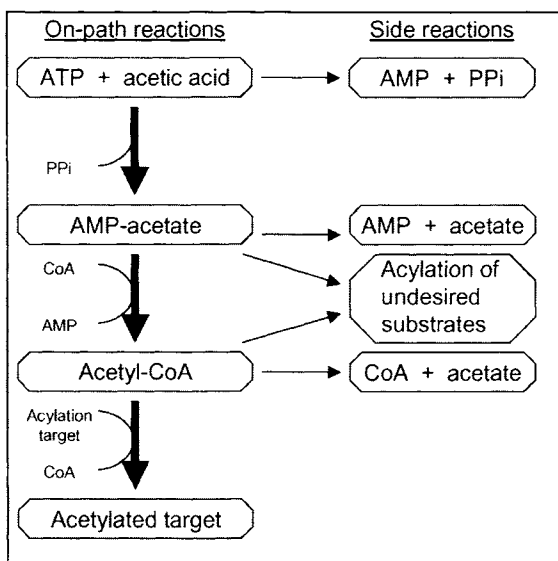 On-path reactions
Side reactions
ATP + acetic acid
AMP + PPi
PPi
AMP-acetate
AMP + acetate
CoA
AMP
Acylation of
undesired
substrates
Acetyl-CoA
CoA + acetate
Acylation
target
CoA
Acetylated target